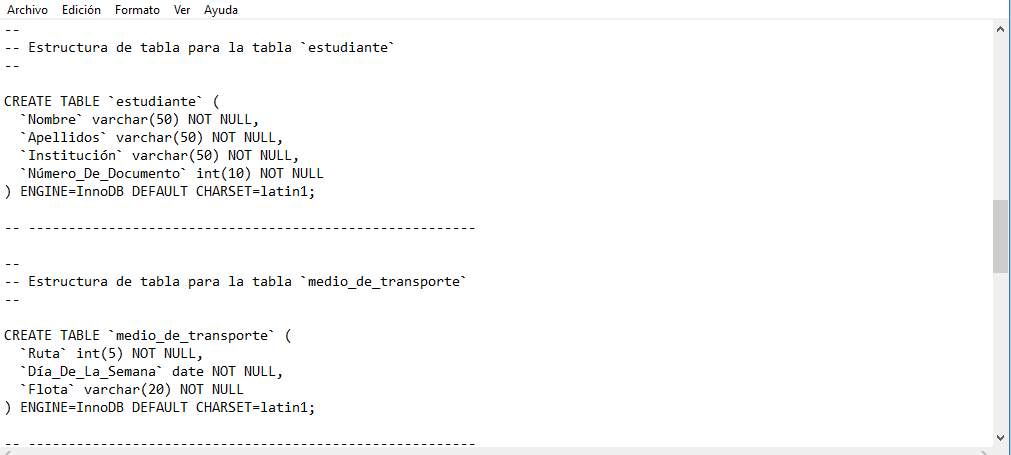 Archivo Edición Formato Ver Ayuda
--
-- Estructura de tabla para la tabla `estudiante`
--
CREATE TABLE `estudiante` (
`Nombre` varchar(50) NOT NULL,
`Apellidos` varchar(50) NOT NULL,
`Institución` varchar(50) NOT NULL,
`Número_De_Documento` int(10) NOT NULL
) ENGINE=InnoDB DEFAULT CHARSET=latin1;
-- --------------------------------------------------------
--
-- Estructura de tabla para la tabla `medio_de_transporte`
--
CREATE TABLE `medio_de_transporte` (
`Ruta` int(5) NOT NULL,
`Día_De_La_Semana` date NOT NULL,
`Flota` varchar(20) NOT NULL
) ENGINE=InnoDB DEFAULT CHARSET=latin1;
-- --------------------------------------------------------